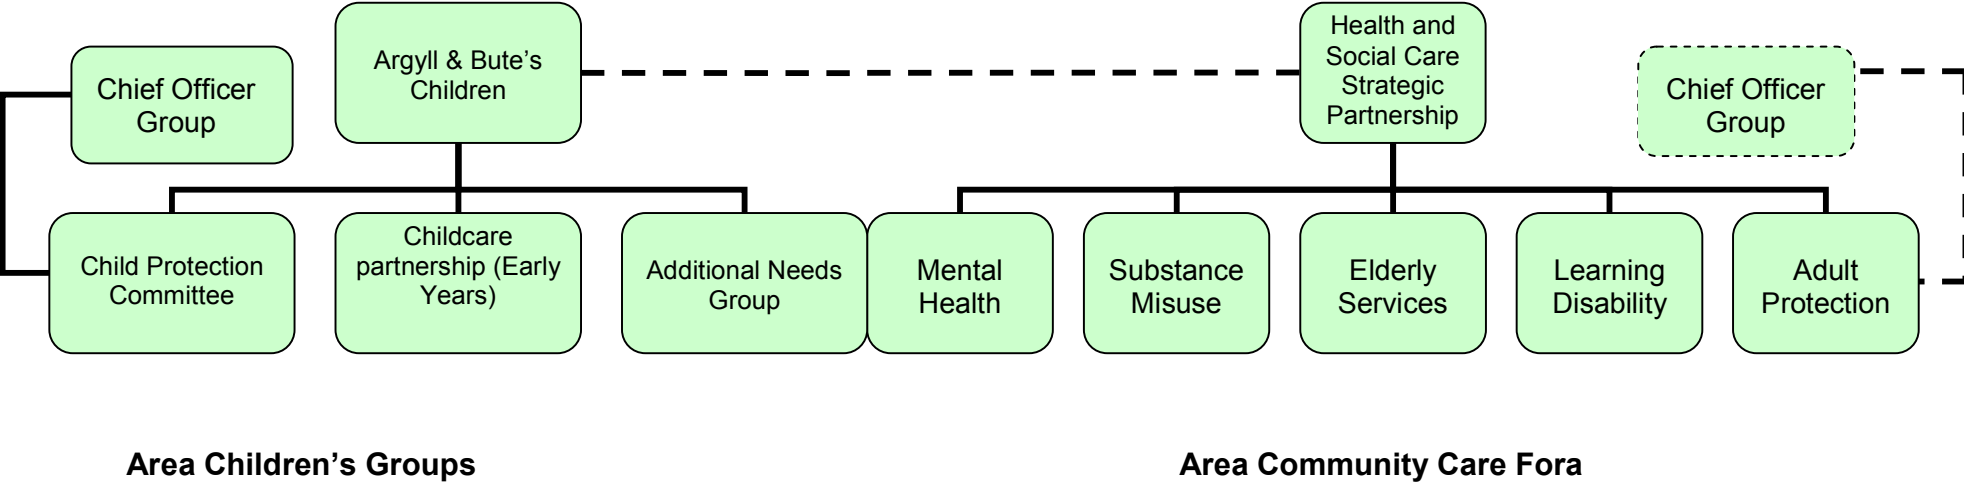 Chief Officer
Group
Argyll & Bute’s
Children
Health and
Social Care
Strategic
Partnership
Chief Officer
Group
Child Protection
Committee
Childcare
partnership (Early
Years)
Additional Needs
Group
Mental
Health
Substance
Misuse
Elderly
Services
Learning
Disability
Adult
Protection
Area Children’s Groups
Area Community Care Fora